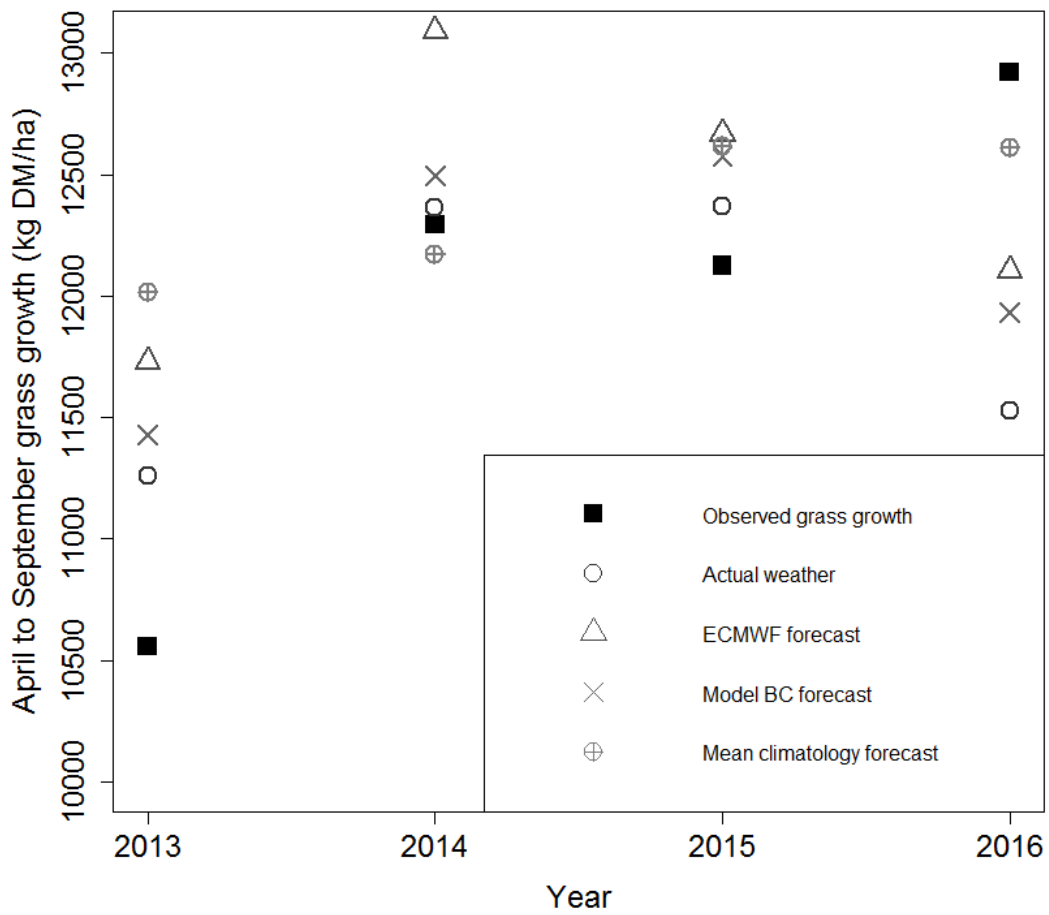 April to September grass growth (kg DM/ha)
13000
12500
12000
11500
11000
10500
10000
Observed grass growth
Actual weather
ECMWF forecast
Model BC forecast
Mean climatology forecast
2013 2014 2015 2016
Year